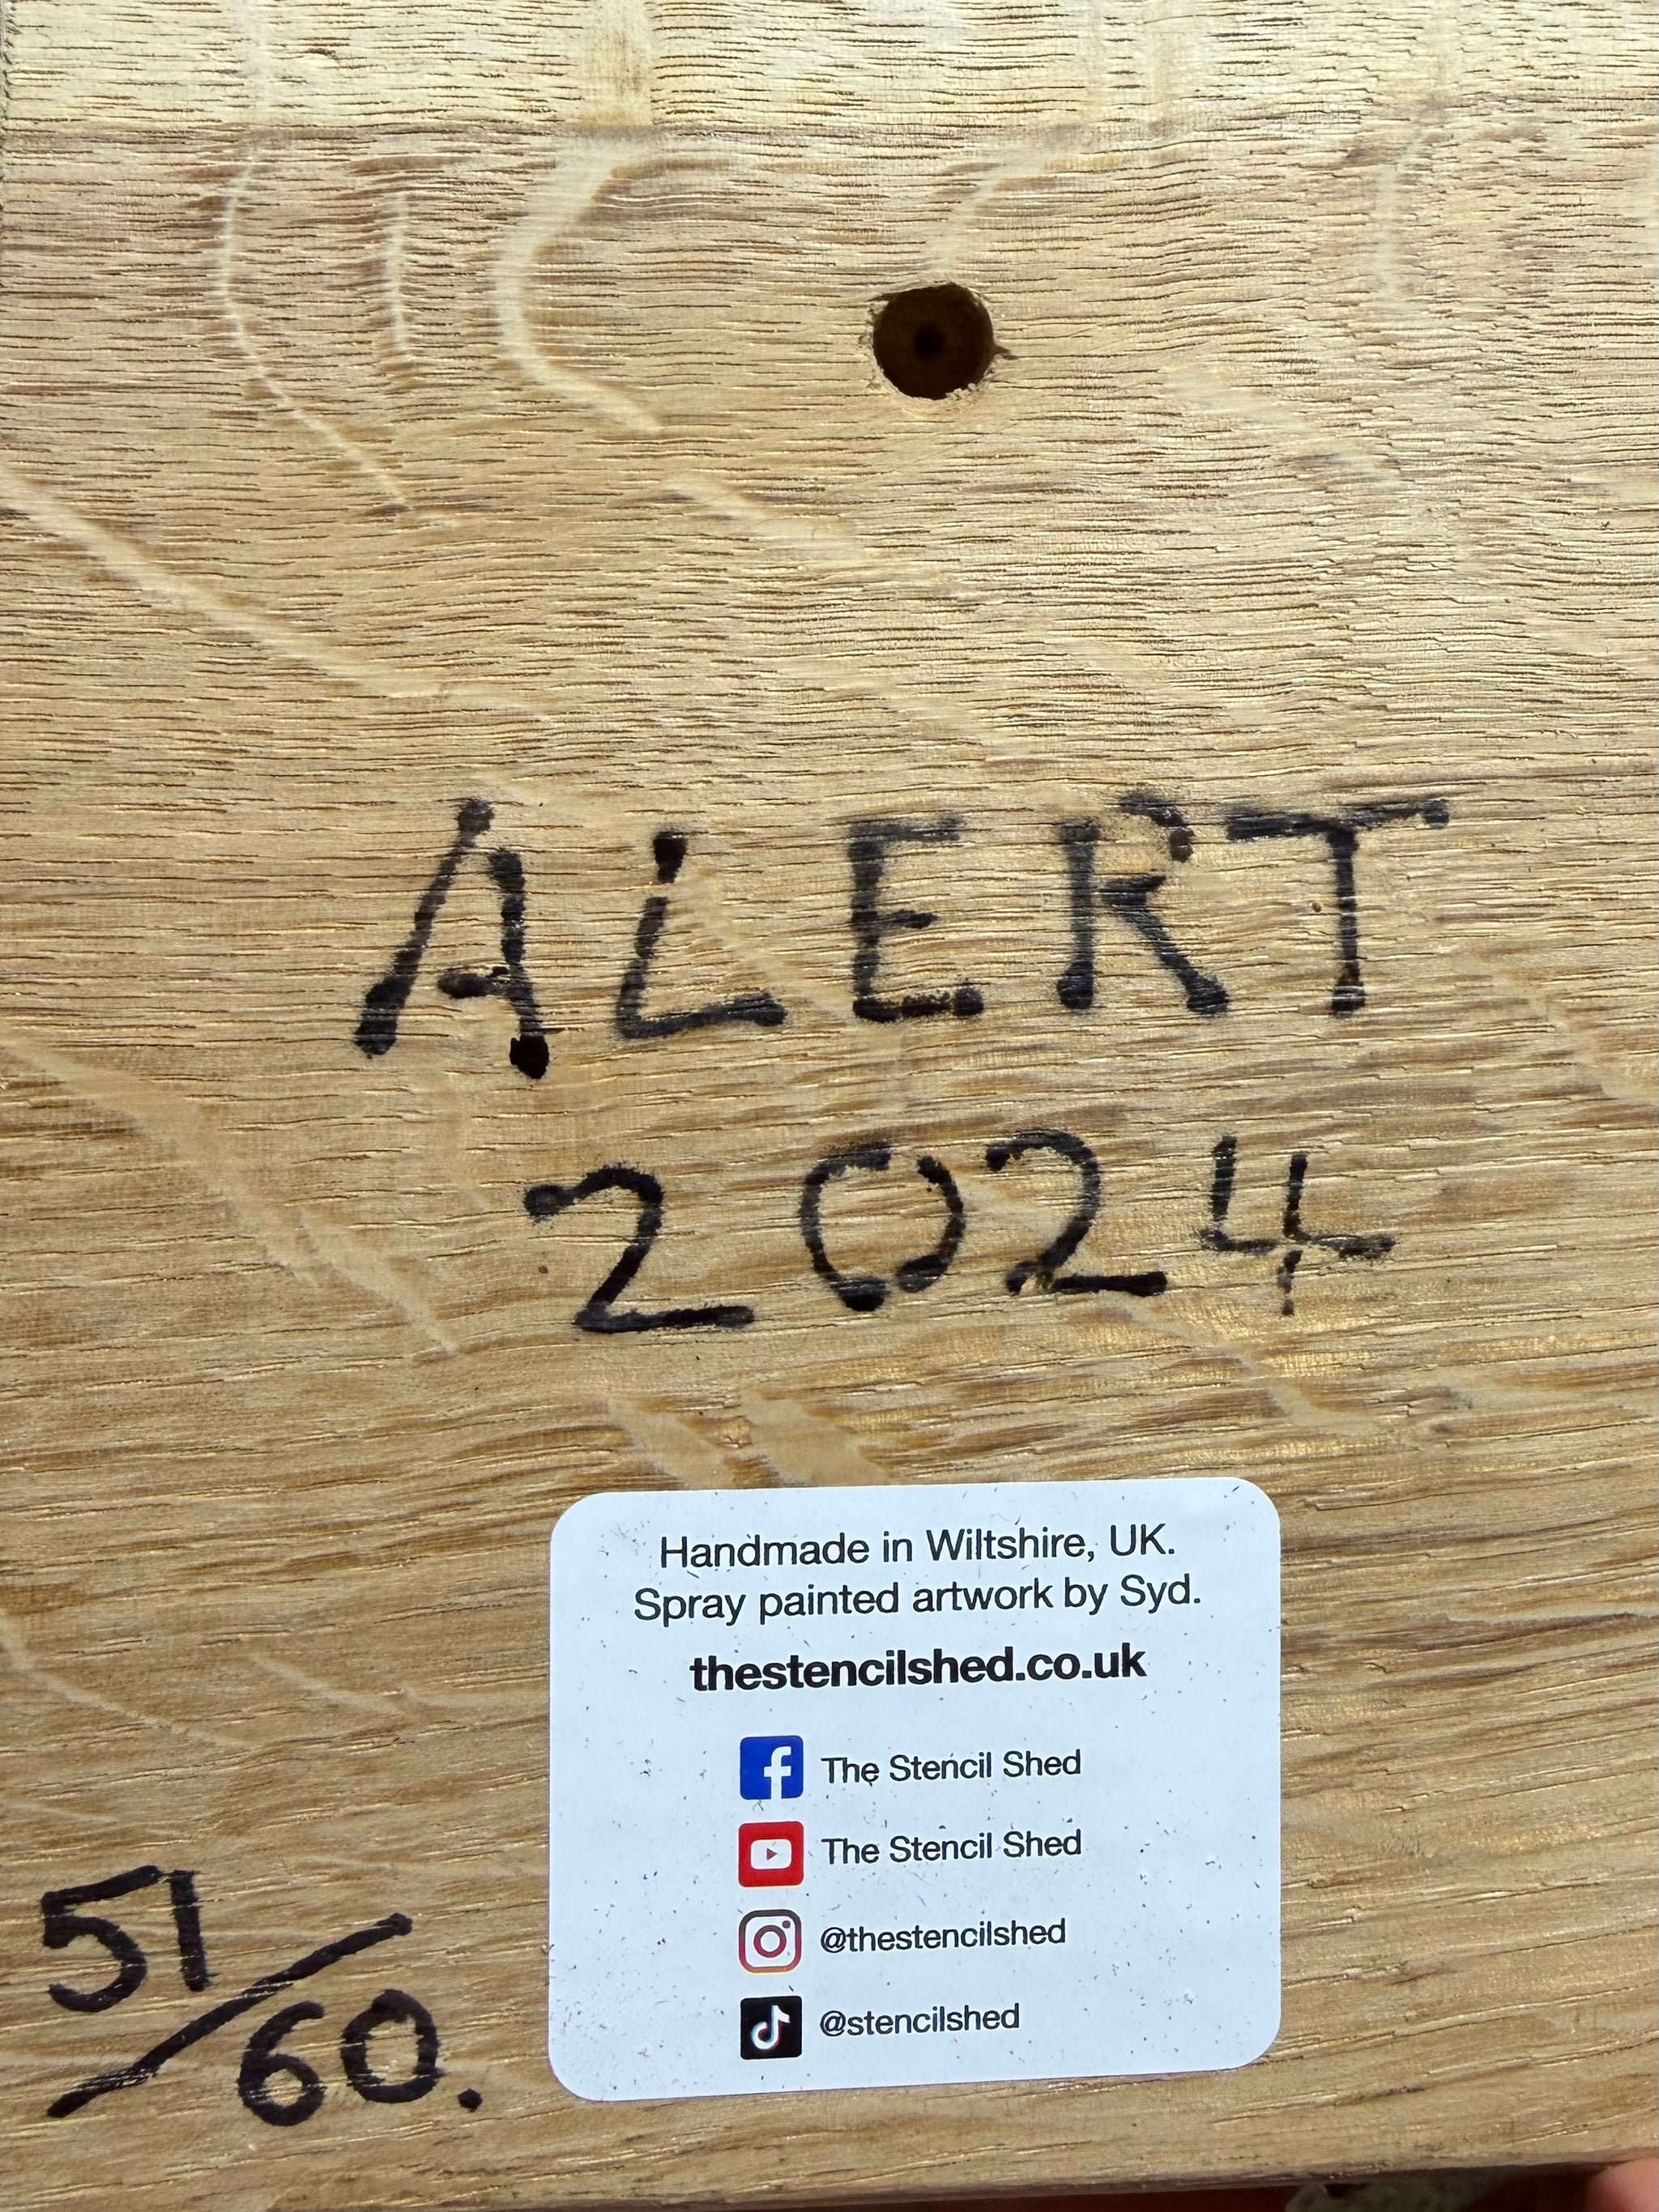 ALERT
2024
Handmade in Wiltshire, UK.
Spray painted artwork by Syd.
thestencilshed.co.uk
The Stencil Shed
The Stencil Shed
@thestencilshed
@stencilshed
51/60.